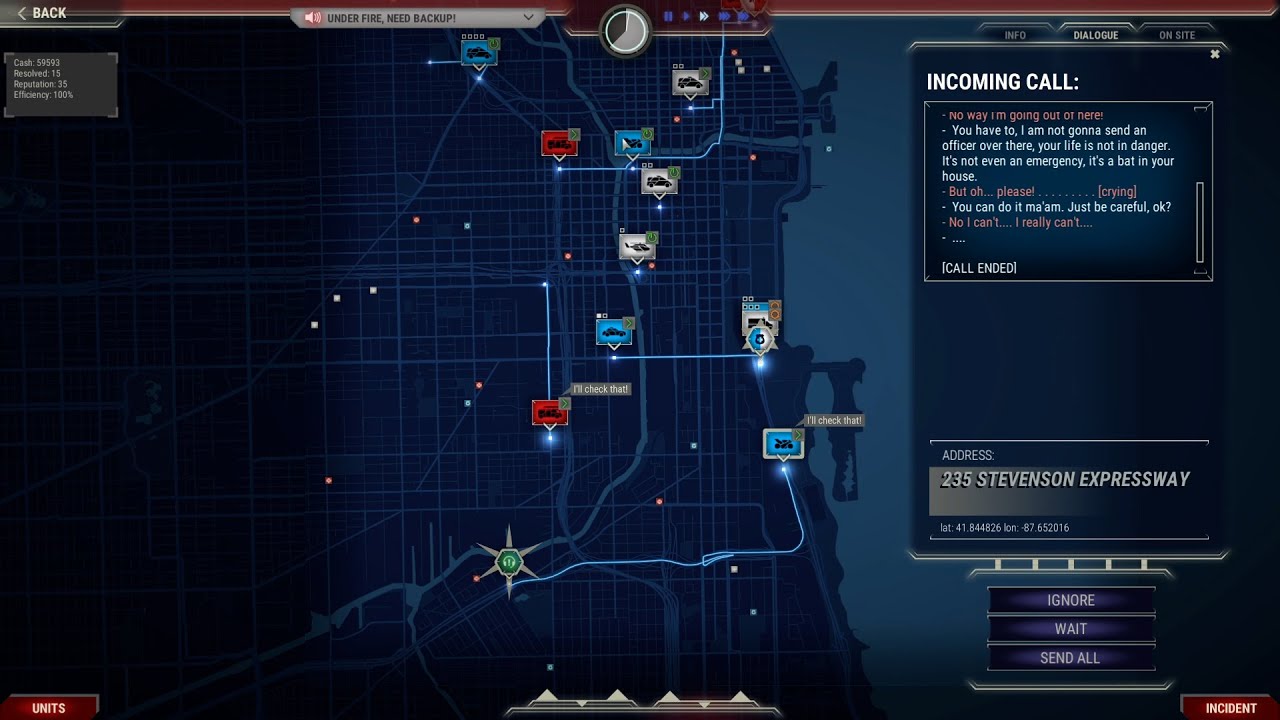 BACK
UNDER FIRE, NEED BACKUP!
INFO
DIALOGUE
ON SITE
Cash: 59593
Resolved: 15
Reputation: 35
Efficiency: 100%
INCOMING CALL:
- No way I'm going out of here!
- You have to, I am not gonna send an
officer over there, your life is not in danger.
It's not even an emergency, it's a bat in your
house.
- But oh... please! . . . . . . . . . [crying]
- You can do it ma'am. Just be careful, ok?
- No I can't.... I really can't....
- ....
[CALL ENDED]
I'll check that!
I'll check that!
ADDRESS:
235 STEVENSON EXPRESSWAY
lat: 41.844826 lon: -87.652016
IGNORE
WAIT
SEND ALL
UNITS
INCIDENT